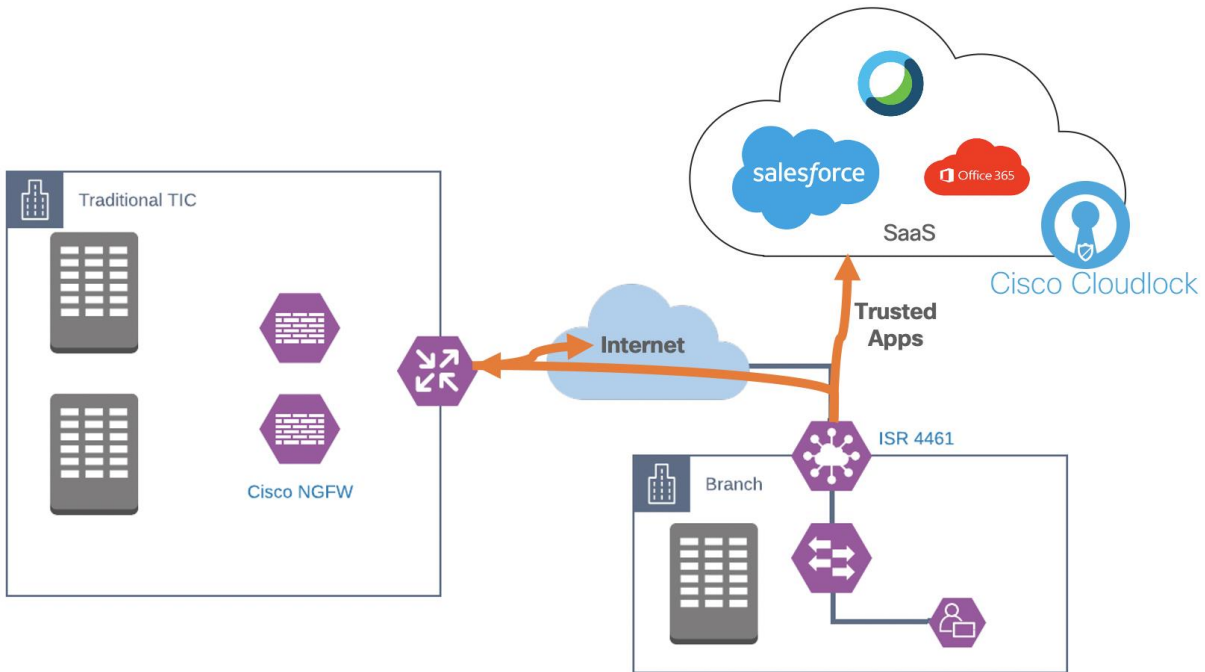 salesforce
Office 365
SaaS
Cisco Cloudlock
Traditional TIC
Trusted
Apps
Internet
ISR 4461
Cisco NGFW
Branch